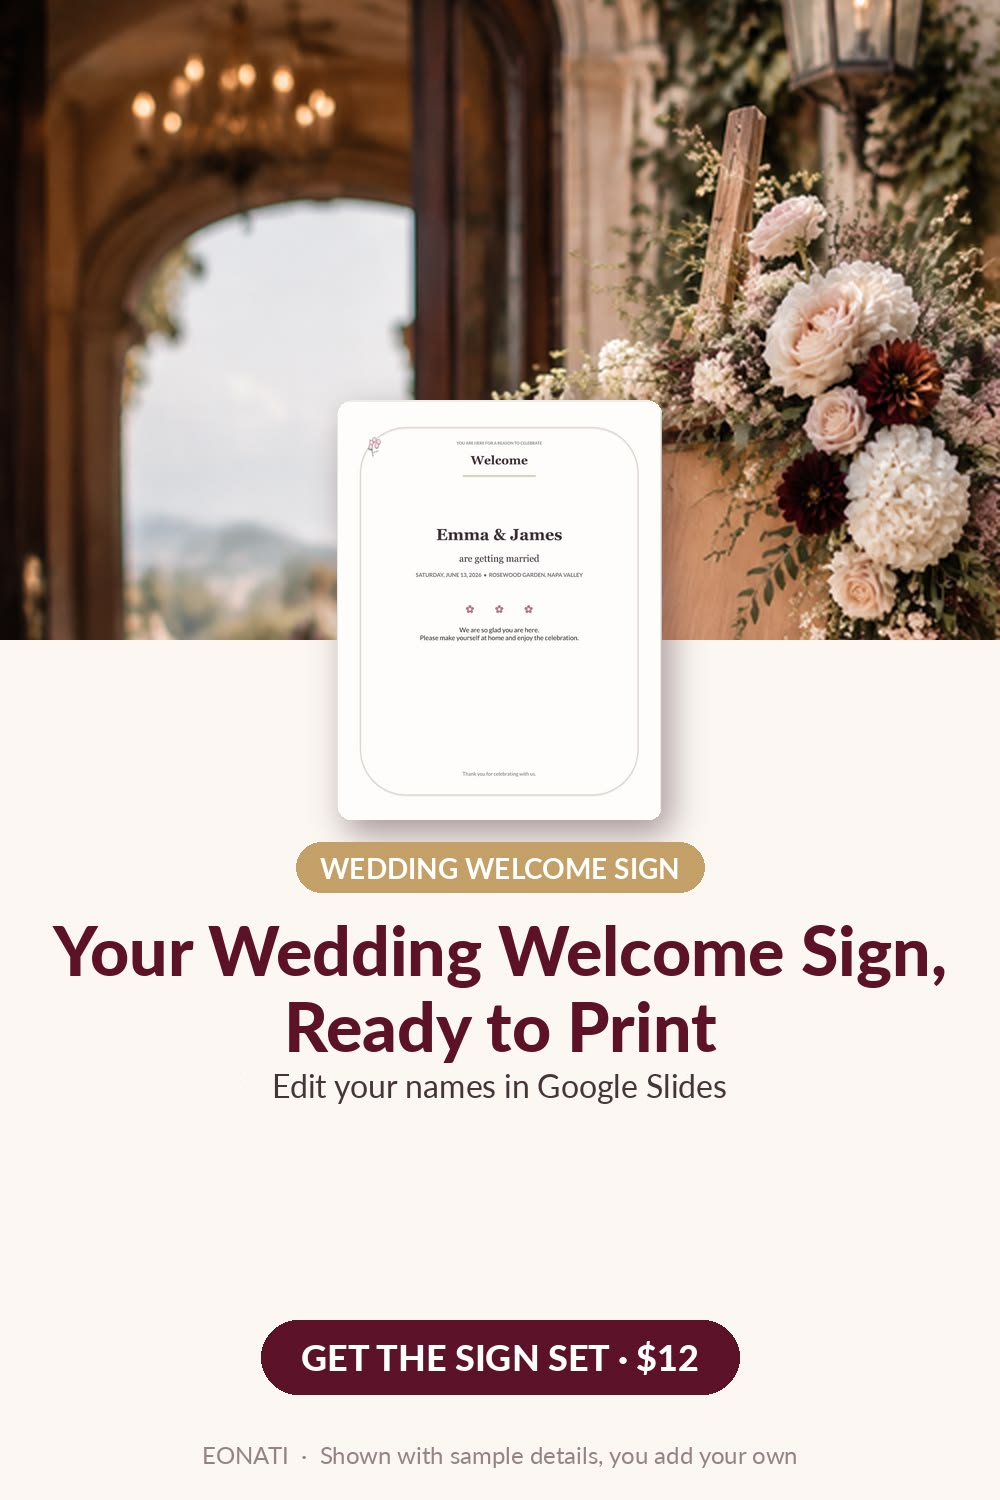 YOU ARE HERE FOR A REASON TO CELEBRATE
Welcome
Emma & James
are getting married
SATURDAY, JUNE 13, 2026 • ROSEWOOD GARDEN, NAPA VALLEY
We are so glad you are here.
Please make yourself at home and enjoy the celebration.
Thank you for celebrating with us.
WEDDING WELCOME SIGN
Your Wedding Welcome Sign,
Ready to Print
Edit your names in Google Slides
GET THE SIGN SET · $12
EONATI · Shown with sample details, you add your own